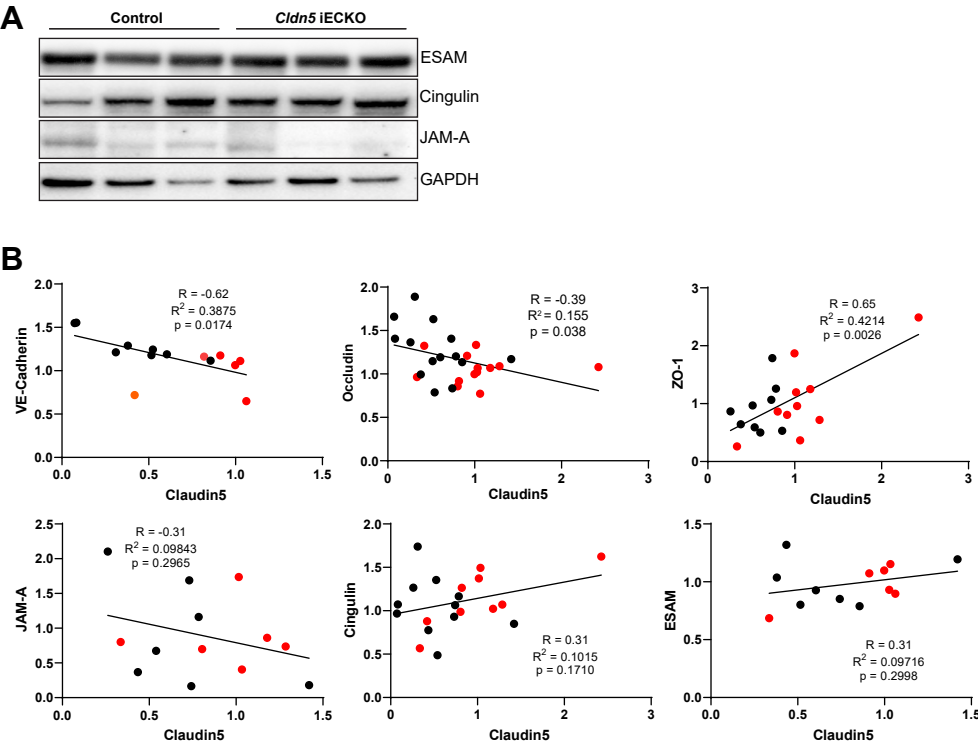 A
Control
Cldn5 iECKO
ESAM
Cingulin
JAM-A
GAPDH
B
2.0
1.5
1.0
0.5
0.0
0.0
0.5
1.0
1.5
VE-Cadherin
Claudin5
R = -0.62
R² = 0.3875
p = 0.0174
2.0
1.5
1.0
0.5
0.0
0
1
2
3
Occludin
Claudin5
R = -0.39
R² = 0.155
p = 0.038
3
2
1
0
0
1
2
3
ZO-1
Claudin5
R = 0.65
R² = 0.4214
p = 0.0026
2.5
2.0
1.5
1.0
0.5
0.0
0.0
0.5
1.0
1.5
JAM-A
Claudin5
R = -0.31
R² = 0.09843
p = 0.2965
2.0
1.5
1.0
0.5
0.0
0
1
2
3
Cingulin
Claudin5
R = 0.31
R² = 0.1015
p = 0.1710
1.5
1.0
0.5
0.0
0.0
0.5
1.0
1.5
ESAM
Claudin5
R = 0.31
R² = 0.09716
p = 0.2998